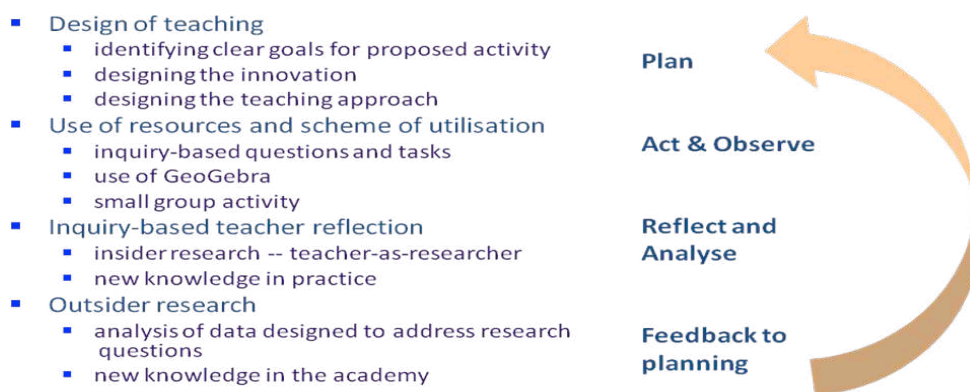 Design of teaching
identifying clear goals for proposed activity
designing the innovation
designing the teaching approach
Use of resources and scheme of utilisation
inquiry-based questions and tasks
use of GeoGebra
small group activity
Inquiry-based teacher reflection
insider research -- teacher-as-researcher
new knowledge in practice
Outsider research
analysis of data designed to address research
questions
new knowledge in the academy
Plan
Act & Observe
Reflect and
Analyse
Feedback to
planning